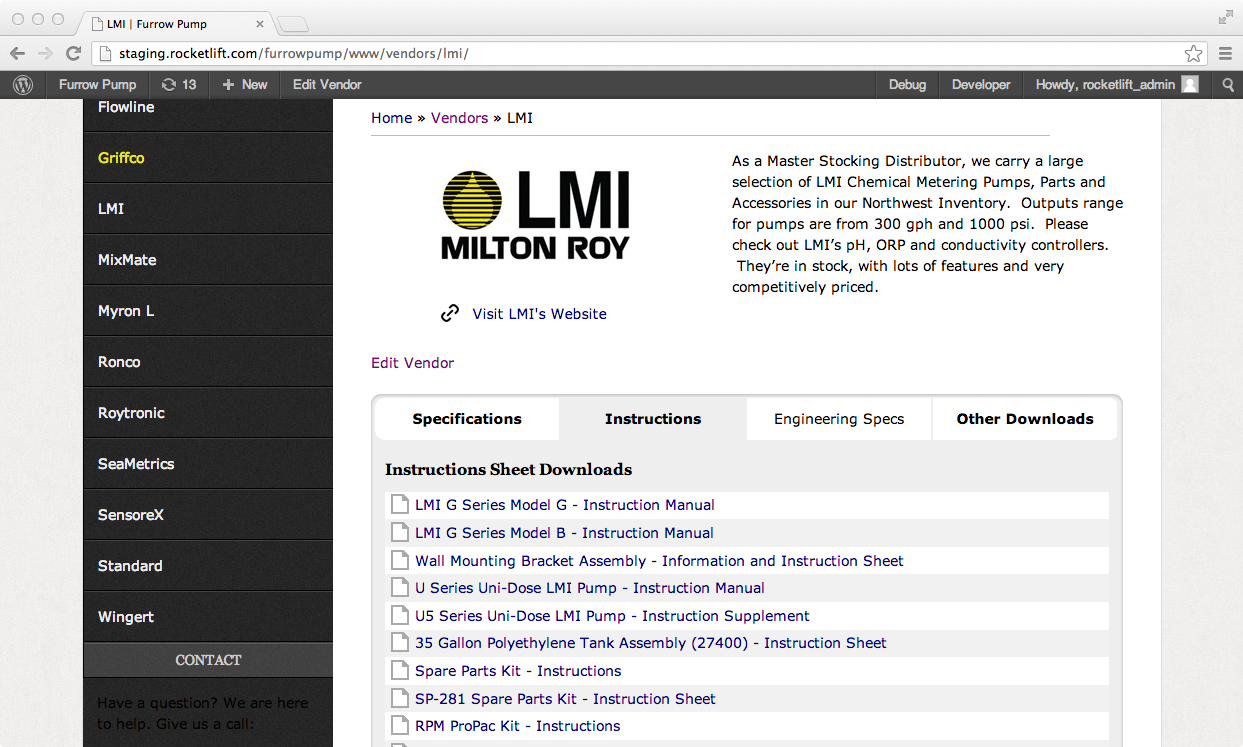 LMI | Furrow Pump
staging.rocketlift.com/furrowpump/www/vendors/lmi/
Furrow Pump 13 + New Edit Vendor Debug Developer Howdy, rocketlift_admin
Flowline
Griffco
LMI
MixMate
Myron L
Ronco
Roytronic
SeaMetrics
SensoreX
Standard
Wingert
CONTACT
Have a question? We are here
to help. Give us a call:
Home » Vendors » LMI
LMI
MILTON ROY
Visit LMI's Website
As a Master Stocking Distributor, we carry a large
selection of LMI Chemical Metering Pumps, Parts and
Accessories in our Northwest Inventory.  Outputs range
for pumps are from 300 gph and 1000 psi.  Please
check out LMI’s pH, ORP and conductivity controllers.
They’re in stock, with lots of features and very
competitively priced.
Edit Vendor
Specifications Instructions Engineering Specs Other Downloads
Instructions Sheet Downloads
LMI G Series Model G - Instruction Manual
LMI G Series Model B - Instruction Manual
Wall Mounting Bracket Assembly - Information and Instruction Sheet
U Series Uni-Dose LMI Pump - Instruction Manual
U5 Series Uni-Dose LMI Pump - Instruction Supplement
35 Gallon Polyethylene Tank Assembly (27400) - Instruction Sheet
Spare Parts Kit - Instructions
SP-281 Spare Parts Kit - Instruction Sheet
RPM ProPac Kit - Instructions